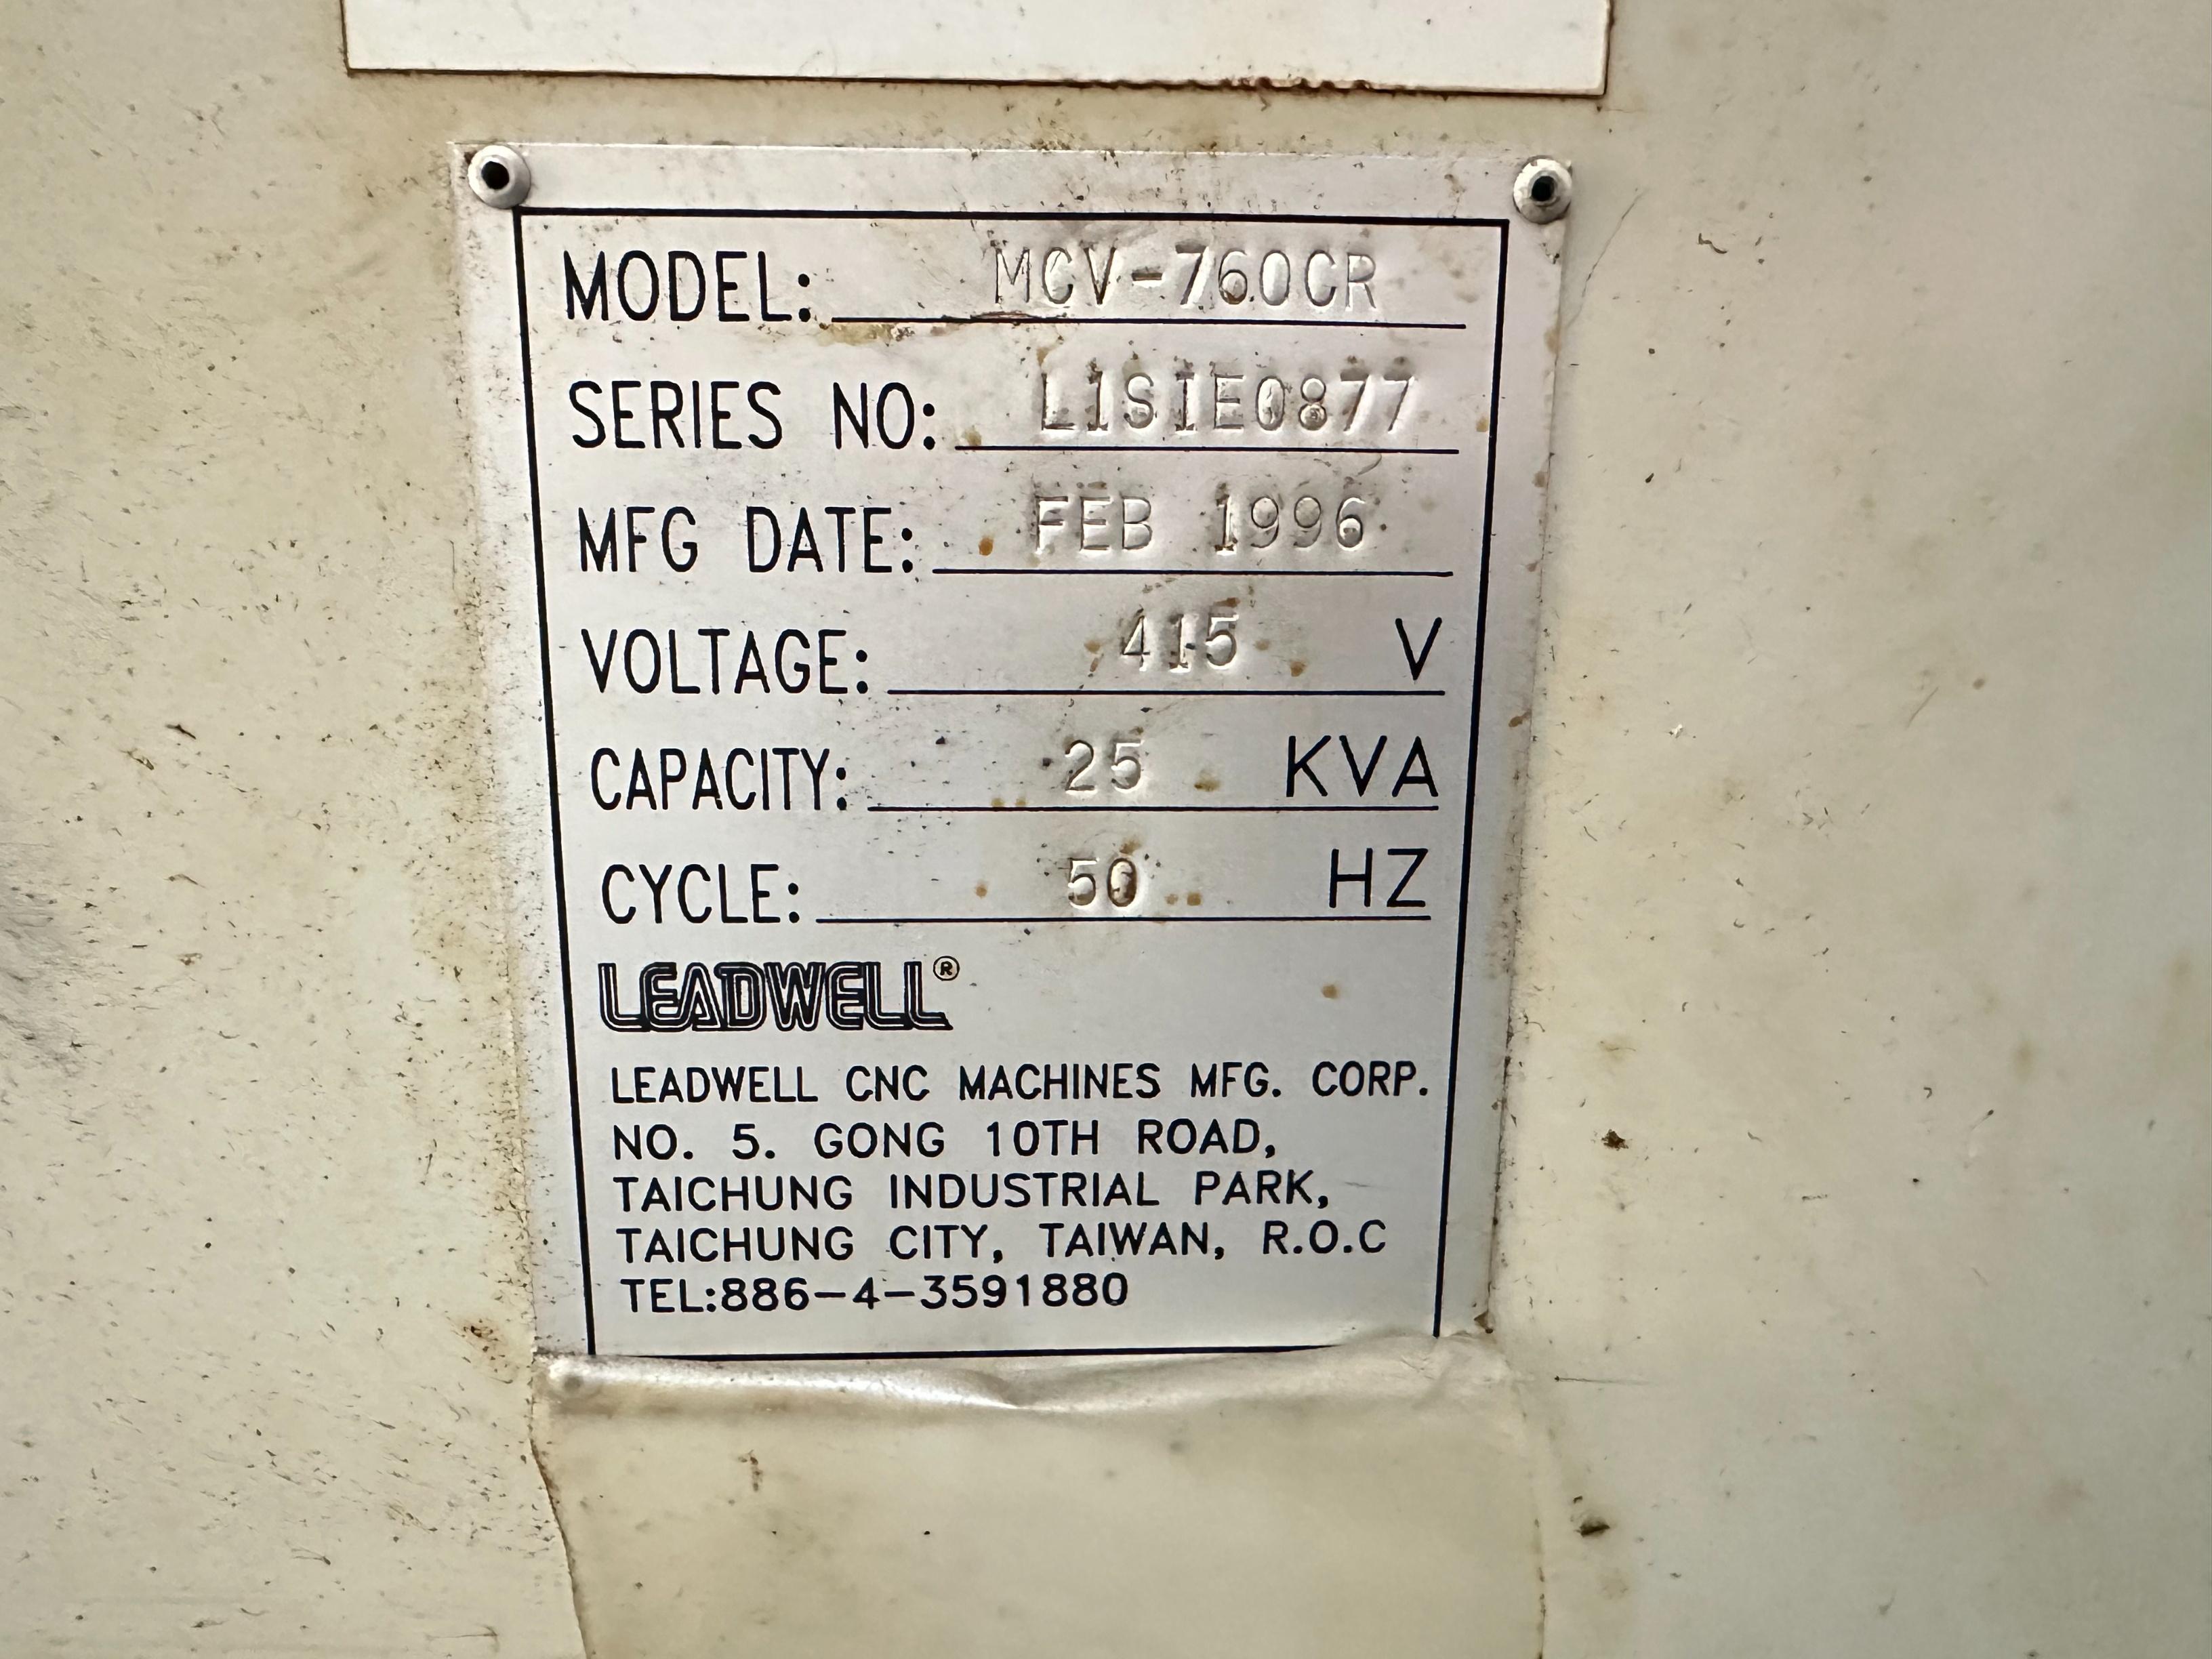 MODEL: MCV-760CR
SERIES NO: L1SIE0877
MFG DATE: FEB 1996
VOLTAGE: 415 V
CAPACITY: 25 KVA
CYCLE: 50 HZ
LEADWELL®
LEADWELL CNC MACHINES MFG. CORP.
NO. 5. GONG 10TH ROAD,
TAICHUNG INDUSTRIAL PARK,
TAICHUNG CITY, TAIWAN, R.O.C
TEL:886-4-3591880